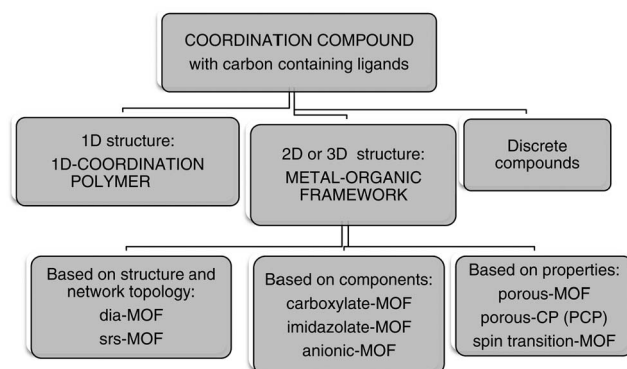 COORDINATION COMPOUND
with carbon containing ligands
1D structure:
1D-COORDINATION
POLYMER
2D or 3D structure:
METAL-ORGANIC
FRAMEWORK
Discrete
compounds
Based on structure and
network topology:
dia-MOF
srs-MOF
Based on components:
carboxylate-MOF
imidazolate-MOF
anionic-MOF
Based on properties:
porous-MOF
porous-CP (PCP)
spin transition-MOF